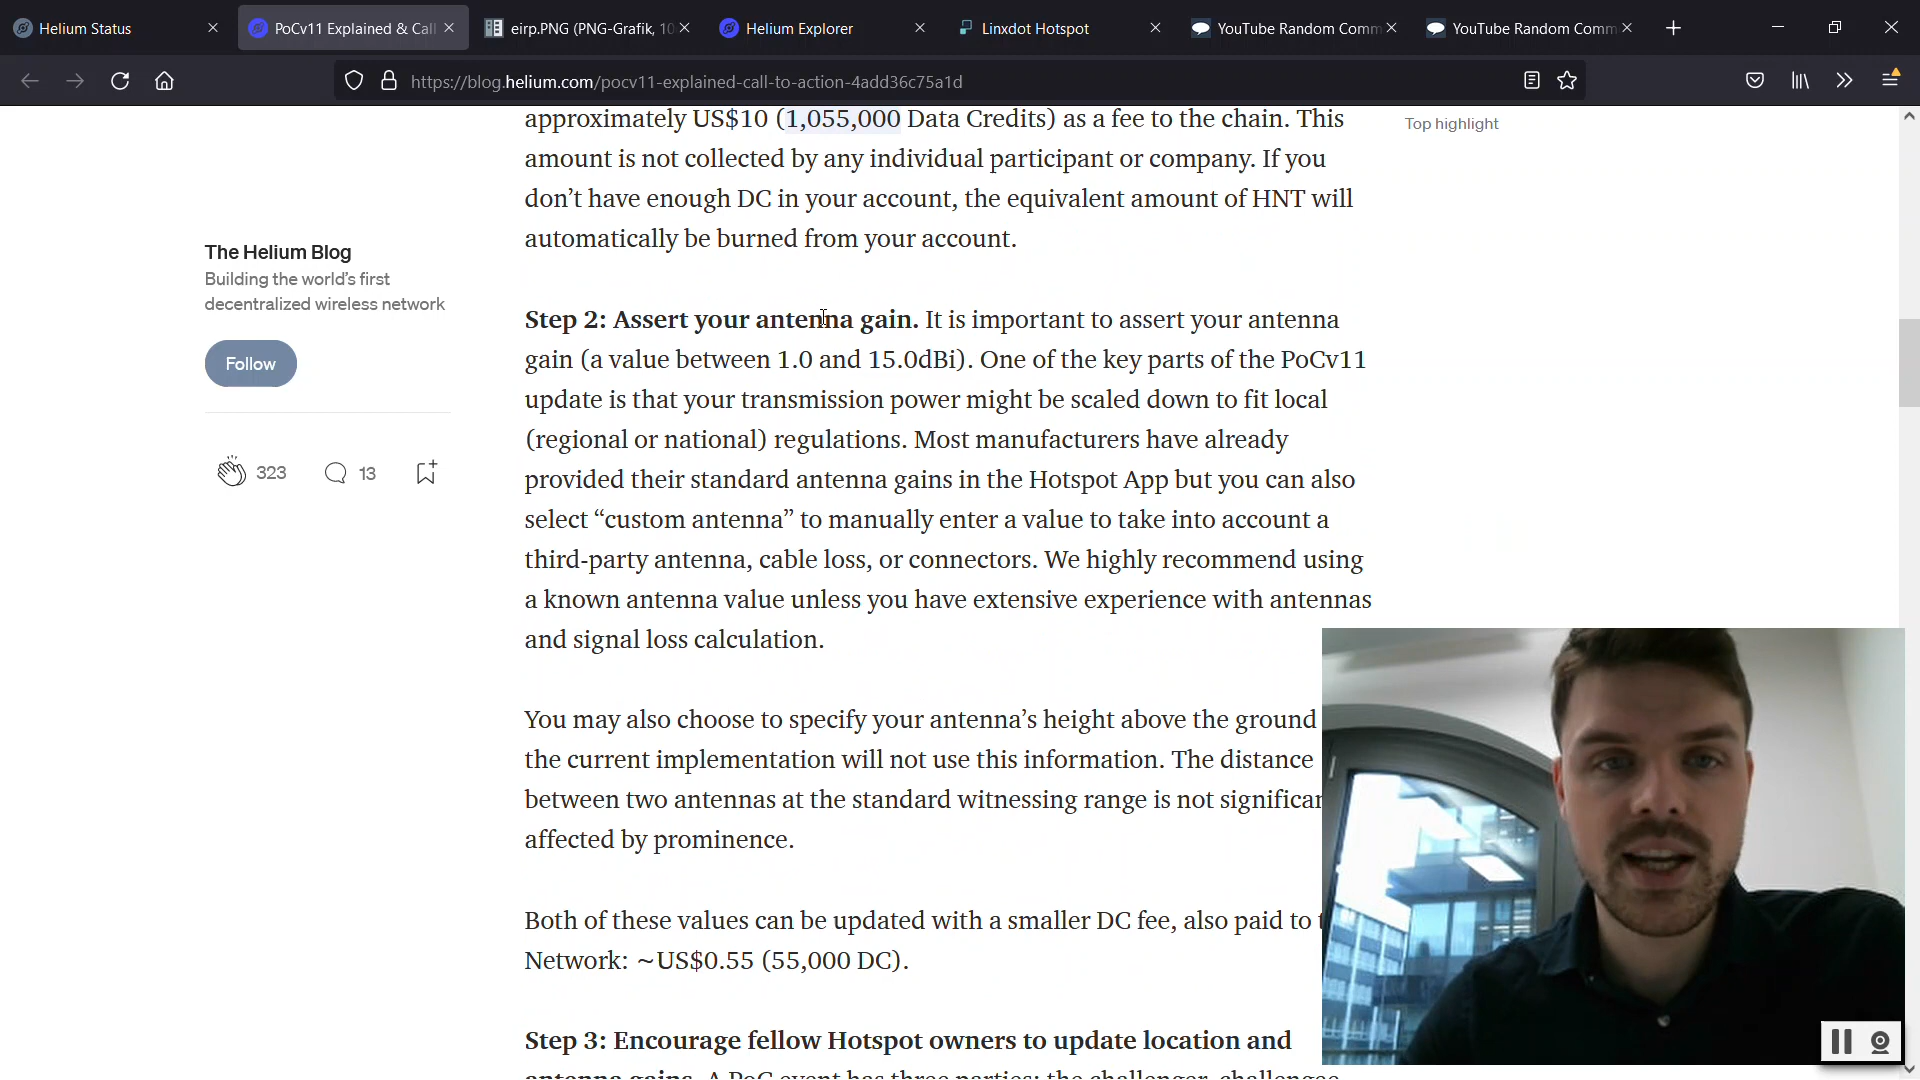 Helium Status
PoCv11 Explained & Call
eirp.PNG (PNG-Grafik, 10
Helium Explorer
Linxdot Hotspot
YouTube Random Comm
YouTube Random Comm
https://blog.helium.com/pocv11-explained-call-to-action-4add36c75a1d
approximately US$10 (1,055,000 Data Credits) as a fee to the chain. This
Top highlight
amount is not collected by any individual participant or company. If you
don’t have enough DC in your account, the equivalent amount of HNT will
automatically be burned from your account.
The Helium Blog
Building the world’s first
decentralized wireless network
Follow
323
13
Step 2: Assert your antenna gain. It is important to assert your antenna
gain (a value between 1.0 and 15.0dBi). One of the key parts of the PoCv11
update is that your transmission power might be scaled down to fit local
(regional or national) regulations. Most manufacturers have already
provided their standard antenna gains in the Hotspot App but you can also
select “custom antenna” to manually enter a value to take into account a
third-party antenna, cable loss, or connectors. We highly recommend using
a known antenna value unless you have extensive experience with antennas
and signal loss calculation.
You may also choose to specify your antenna’s height above the ground
the current implementation will not use this information. The distance
between two antennas at the standard witnessing range is not significan
affected by prominence.
Both of these values can be updated with a smaller DC fee, also paid to t
Network: ~US$0.55 (55,000 DC).
Step 3: Encourage fellow Hotspot owners to update location and
antenna gains. A PoC event has three parties: the challenger, challengee